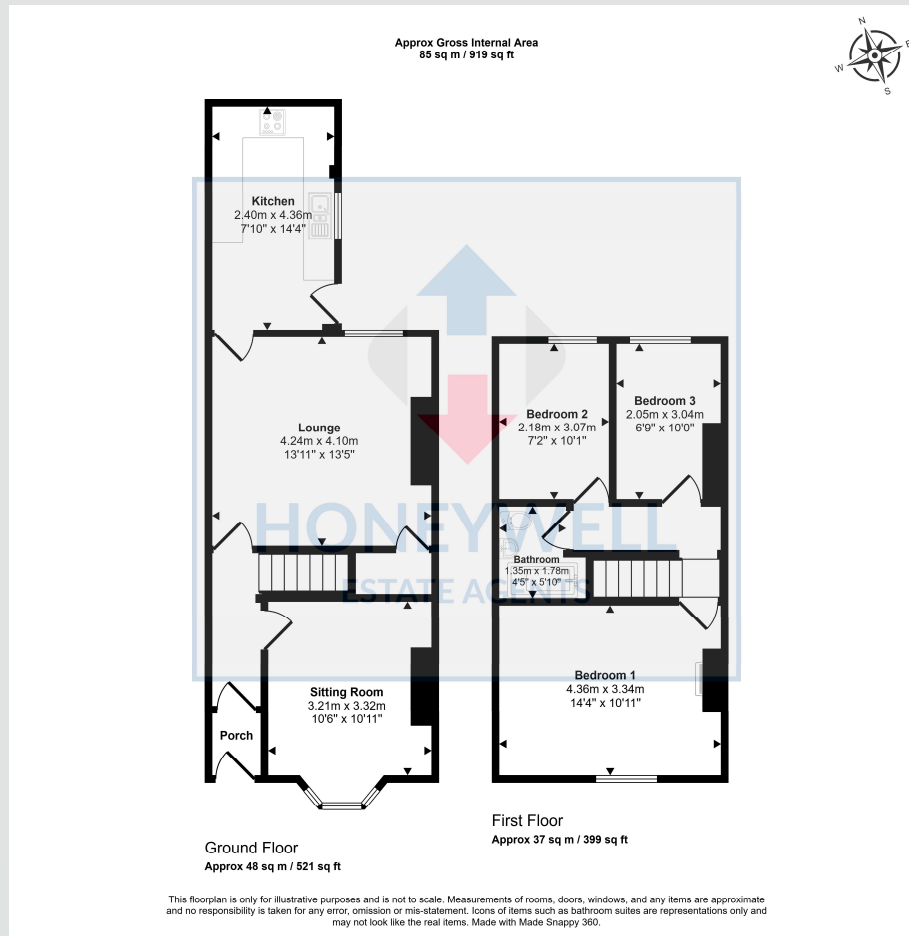 Approx Gross Internal Area
85 sq m / 919 sq ft
N
E
S
W
Kitchen
2.40m x 4.36m
7'10" x 14'4"
Lounge
4.24m x 4.10m
13'11" x 13'5"
Bedroom 2
2.18m x 3.07m
7'2" x 10'1"
Bedroom 3
2.05m x 3.04m
6'9" x 10'0"
HONEYWELL
ESTATE AGENTS
Bathroom
1.35m x 1.78m
4'5" x 5'10"
Sitting Room
3.21m x 3.32m
10'6" x 10'11"
Bedroom 1
4.36m x 3.34m
14'4" x 10'11"
Porch
Ground Floor
Approx 48 sq m / 521 sq ft
First Floor
Approx 37 sq m / 399 sq ft
This floorplan is only for illustrative purposes and is not to scale. Measurements of rooms, doors, windows, and any items are approximate
and no responsibility is taken for any error, omission or mis-statement. Icons of items such as bathroom suites are representations only and
may not look like the real items. Made with Made Snappy 360.